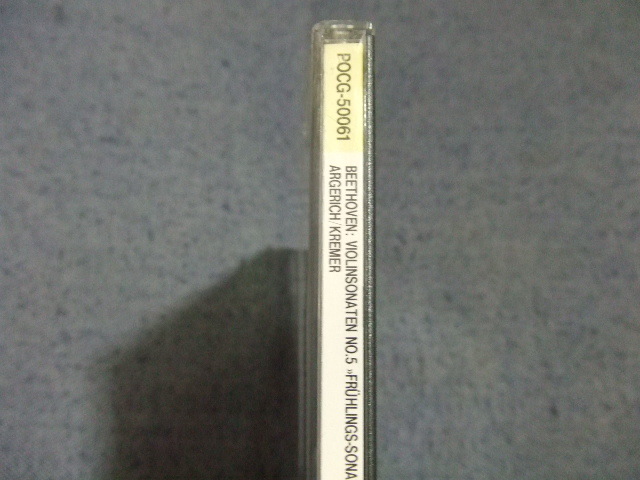 POCG-50061
BEETHOVEN: VIOLINSONATEN NO.5 »FRÜHLINGS-SONA
ARGERICH/KREMER